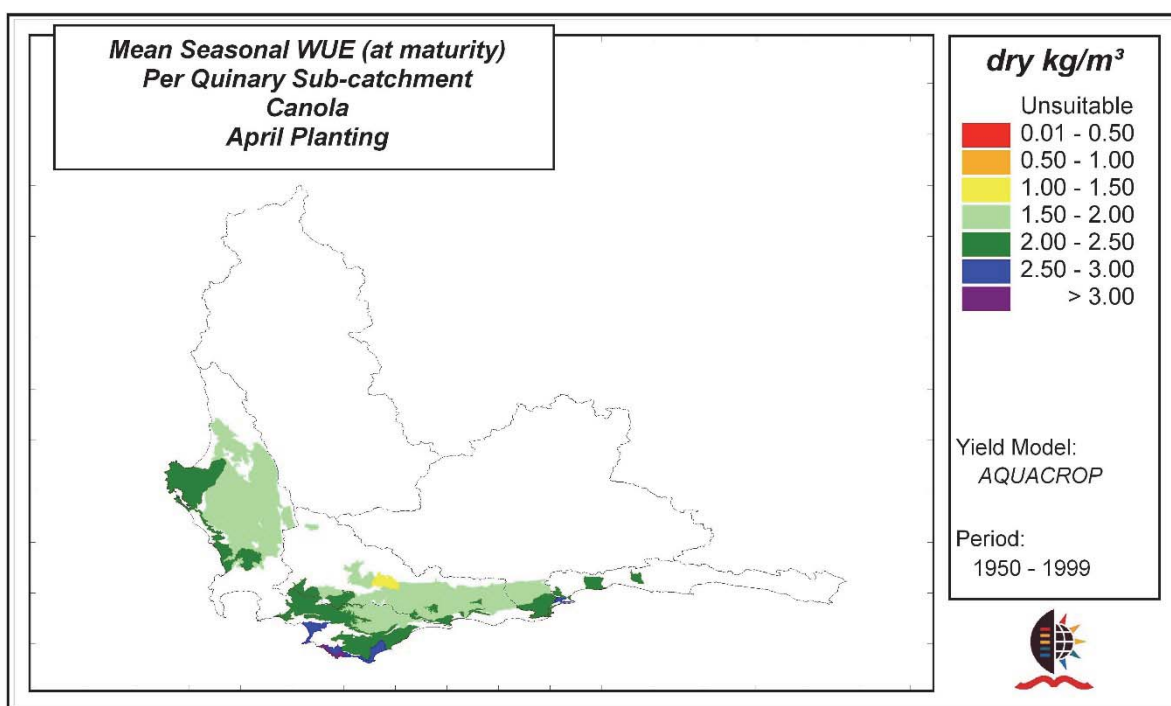 Mean Seasonal WUE (at maturity)
Per Quinary Sub-catchment
Canola
April Planting
dry kg/m³
Unsuitable
0.01 - 0.50
0.50 - 1.00
1.00 - 1.50
1.50 - 2.00
2.00 - 2.50
2.50 - 3.00
> 3.00
Yield Model:
AQUACROP
Period:
1950 - 1999